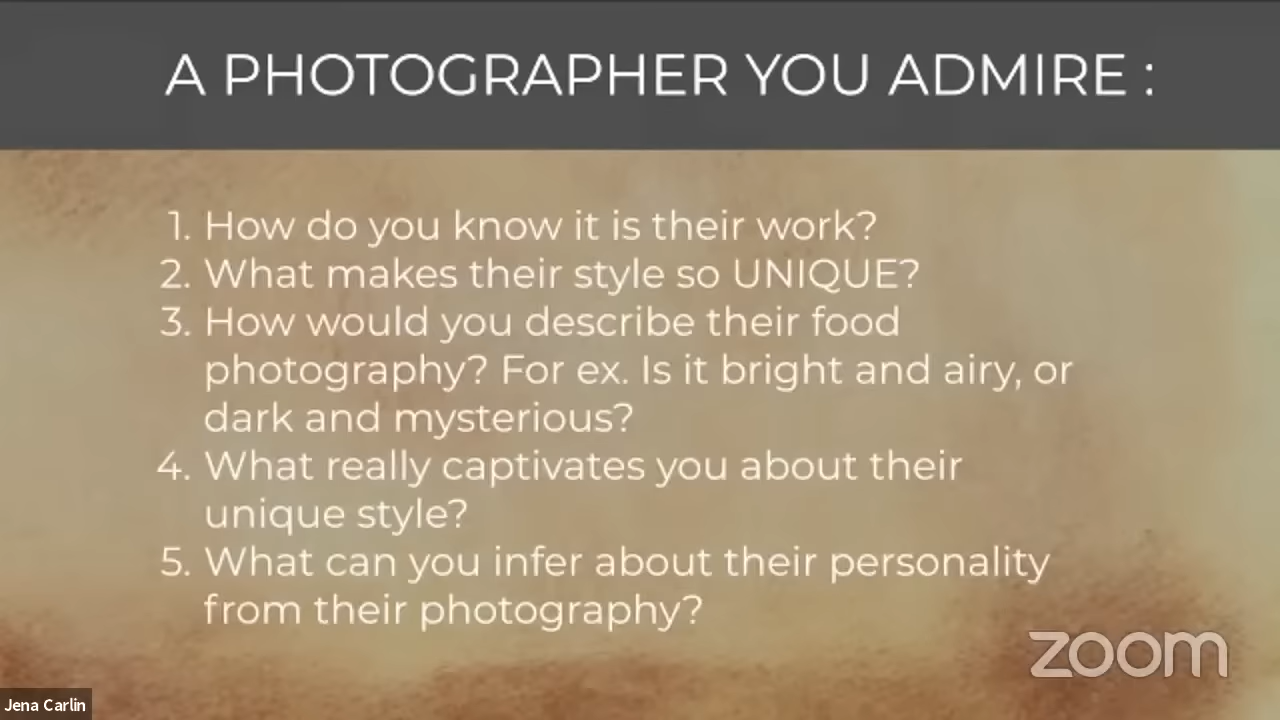 A PHOTOGRAPHER YOU ADMIRE :
1. How do you know it is their work?
2. What makes their style so UNIQUE?
3. How would you describe their food
photography? For ex. Is it bright and airy, or
dark and mysterious?
4. What really captivates you about their
unique style?
5. What can you infer about their personality
from their photography?
zoom
Jena Carlin